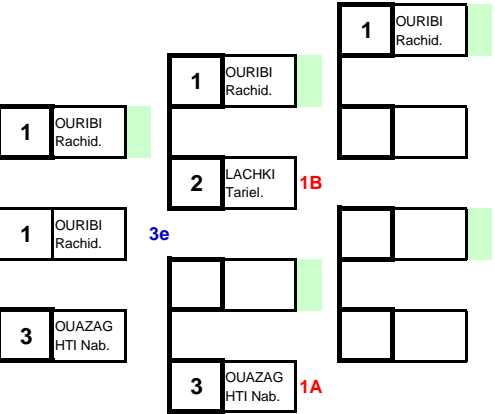 1 OURIBI
Rachid.
1 OURIBI
Rachid.
1 OURIBI
Rachid.
2 LACHKI
Tariel. 1B
1 OURIBI
Rachid. 3e
3 OUAZAG
HTI Nab.
3 OUAZAG
HTI Nab. 1A